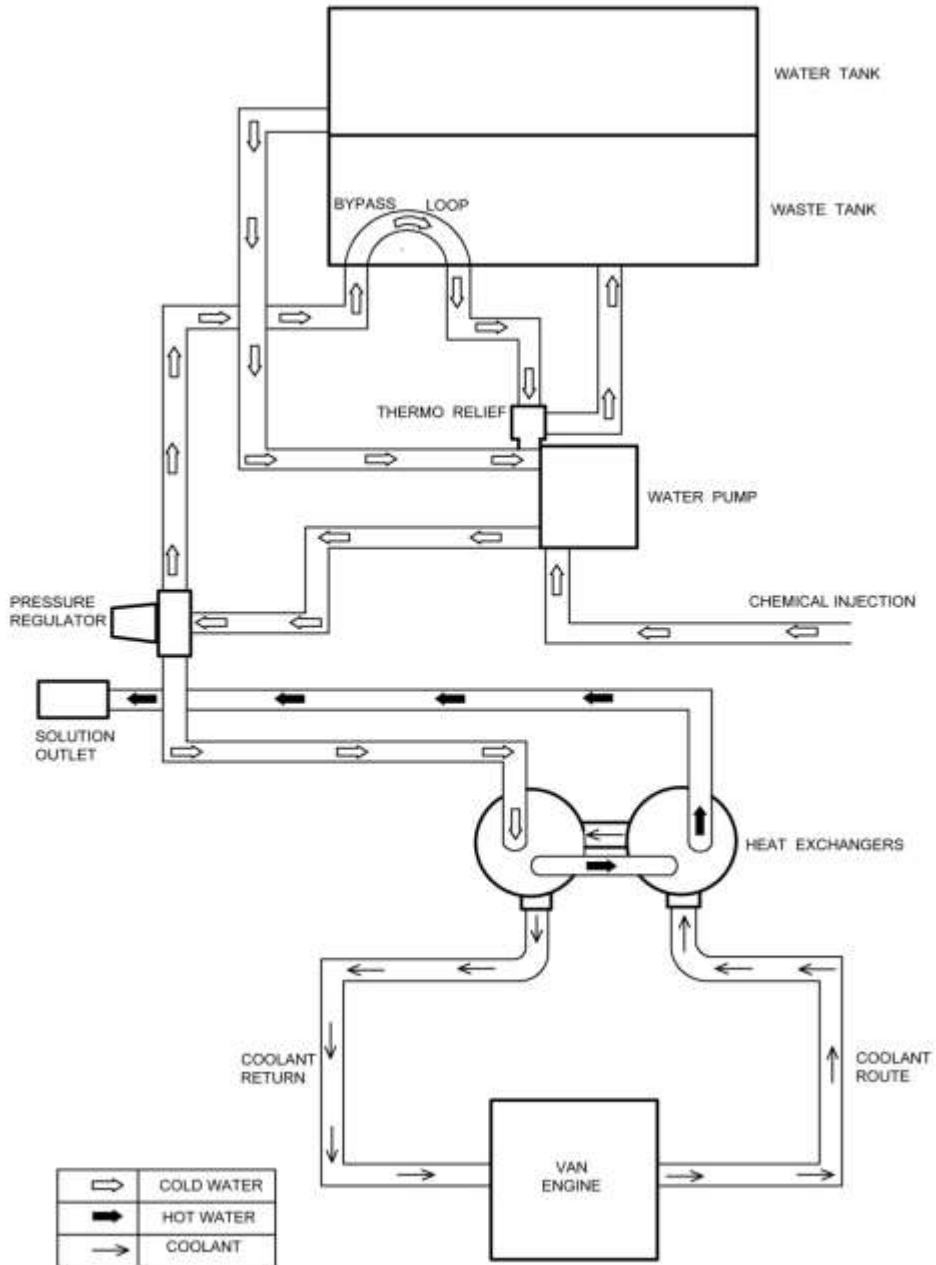 WATER TANK
BYPASS LOOP
WASTE TANK
THERMO RELIEF
WATER PUMP
PRESSURE
REGULATOR
CHEMICAL INJECTION
SOLUTION
OUTLET
HEAT EXCHANGERS
COOLANT
RETURN
COOLANT
ROUTE
VAN
ENGINE
COLD WATER
HOT WATER
COOLANT